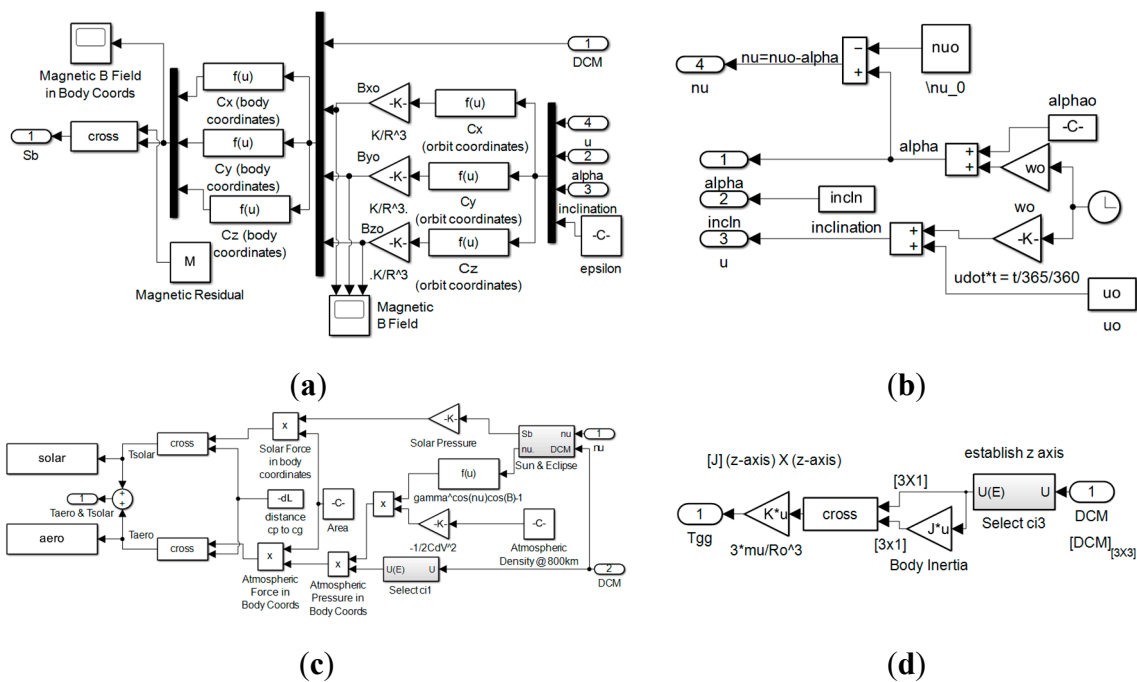 1
DCM
Magnetic B Field
in Body Coords
f(u)
Cx (body
coordinates)
Bxo
-K-
K/R^3
f(u)
Cx
(orbit coordinates)
4
u
1
Sb
cross
f(u)
Cy (body
coordinates)
Byo
-K-
K/R^3.
f(u)
Cy
(orbit coordinates)
2
alpha
3
inclination
f(u)
Cz (body
coordinates)
Bzo
-K-
.K/R^3
f(u)
Cz
(orbit coordinates)
-C-
epsilon
M
Magnetic Residual
Magnetic
B Field
(a)
4
nu
nu=nuo-alpha
−
+
nuo
\nu_0
alphao
-C-
1
alpha
alpha
+
+
wo
wo
2
incln
incln
inclination
3
u
+
+
-K-
udot*t = t/365/360
uo
uo
(b)
solar
Tsolar
cross
x
Solar Force
in body
coordinates
-K-
Solar Pressure
Sb
nu.
nu
DCM
Sun & Eclipse
1
nu
1
Taero & Tsolar
+
+
-dL
distance
cp to cg
-C-
Area
x
f(u)
gamma^cos(nu)cos(B)-1
-K-
-1/2CdV^2
-C-
Atmospheric
Density @ 800km
aero
Taero
cross
x
Atmospheric
Force in
Body Coords
x
Atmospheric
Pressure in
Body Coords
U(E)
U
Select ci1
2
DCM
(c)
[J] (z-axis) X (z-axis)
establish z axis
[3X1]
U(E)
U
Select ci3
1
DCM
[DCM][3X3]
1
Tgg
K*u
3*mu/Ro^3
cross
[3x1]
J*u
Body Inertia
(d)